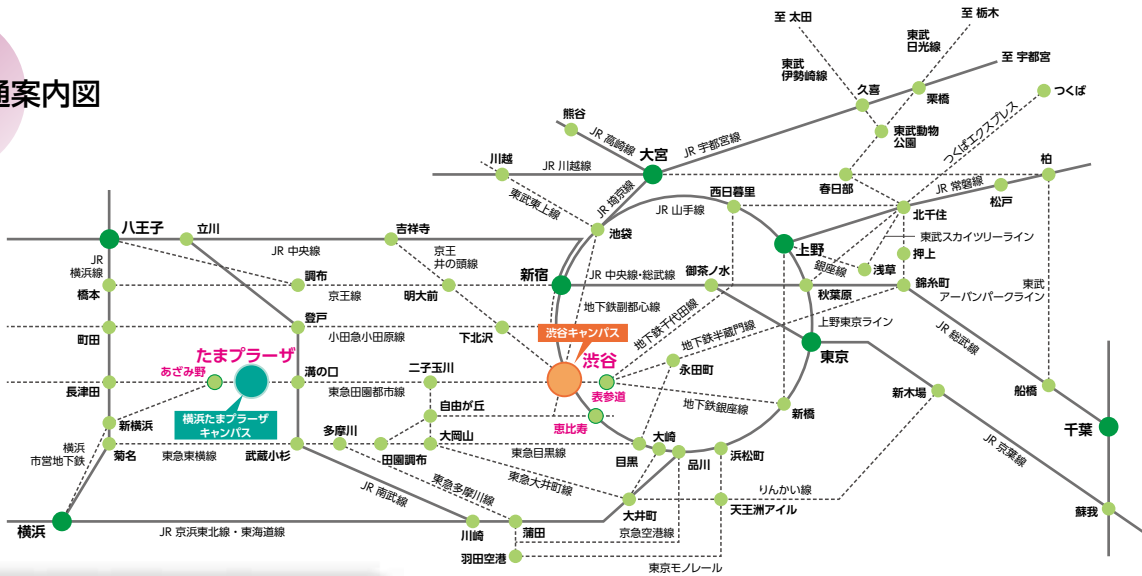 通案内図
至 太田
至 栃木
東武
日光線
東武
伊勢崎線
至 宇都宮
久喜
栗橋
つくば
熊谷
JR 高崎線
大宮
JR 宇都宮線
東武動物
公園
つくばエクスプレス
川越
JR 川越線
東武東上線
JR 埼京線
西日暮里
春日部
JR 常磐線
柏
松戸
JR 山手線
北千住
八王子
立川
吉祥寺
池袋
上野
東武スカイツリーライン
JR 中央線
京王
井の頭線
銀座線
浅草
押上
JR
横浜線
橋本
調布
京王線
明大前
新宿
JR 中央線・総武線
御茶ノ水
秋葉原
錦糸町
東武
アーバンパークライン
地下鉄副都心線
地下鉄千代田線
地下鉄半蔵門線
上野東京ライン
JR 総武線
町田
登戸
小田急小田原線
下北沢
渋谷キャンパス
渋谷
東京
たまプラーザ
あざみ野
長津田
溝の口
東急田園都市線
二子玉川
表参道
永田町
地下鉄銀座線
新橋
新木場
船橋
横浜たまプラーザ
キャンパス
新横浜
自由が丘
恵比寿
千葉
横浜
市営地下鉄
菊名
東急東横線
武蔵小杉
多摩川
田園調布
大岡山
東急目黒線
目黒
大崎
品川
浜松町
JR 京葉線
JR 南武線
東急多摩川線
東急大井町線
大井町
天王洲アイル
りんかい線
蘇我
横浜
JR 京浜東北線・東海道線
川崎
蒲田
京急空港線
羽田空港
東京モノレール